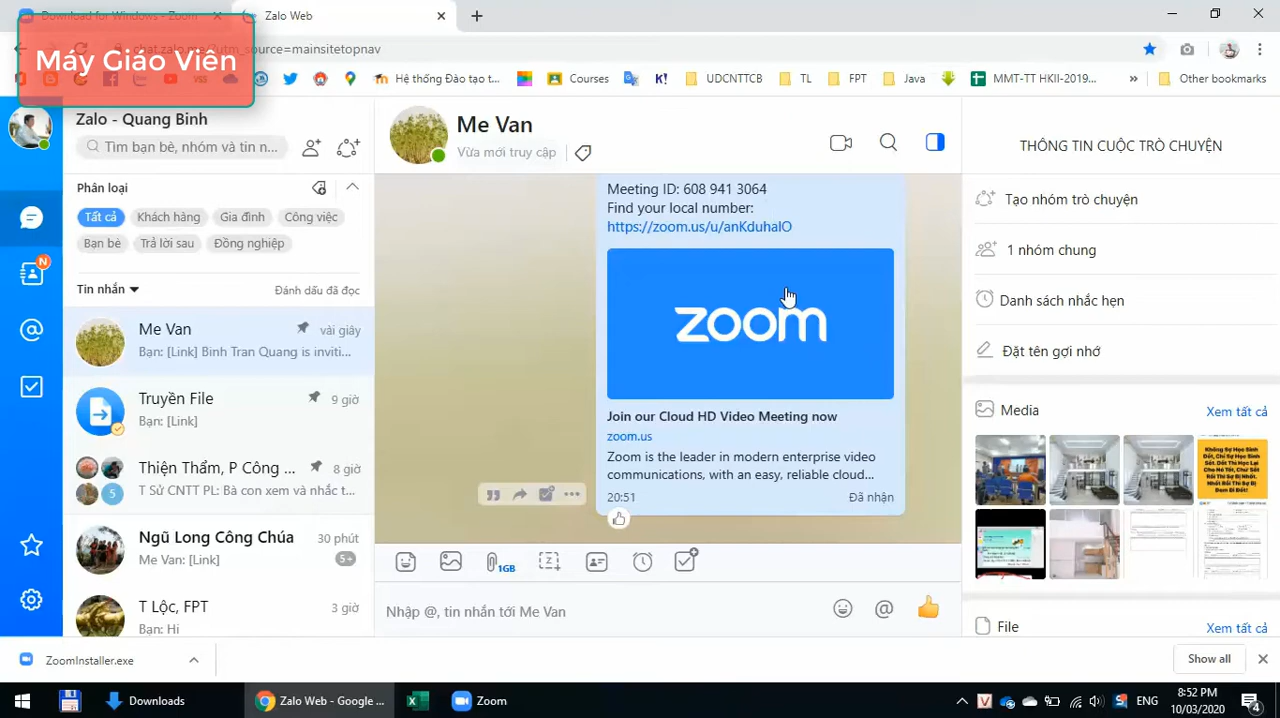 Download for Windows - Zoom
Zalo Web
Máy Giáo Viên
chat.zalo.me/?utm_source=mainsitetopnav
Hệ thống Đào tạo t...
Courses
K!
UDCNTTCB
TL
FPT
Java
MMT-TT HKII-2019...
»
Other bookmarks
Zalo - Quang Binh
Tìm bạn bè, nhóm và tin n...
Phân loại
Tất cả
Khách hàng
Gia đình
Công việc
Bạn bè
Trả lời sau
Đồng nghiệp
Tin nhắn
Đánh dấu đã đọc
Me Van
vài giây
Bạn: [Link] Binh Tran Quang is inviti...
Truyền File
9 giờ
Bạn: [Link]
Thiện Thẩm, P Công ...
8 giờ
5
T Sử CNTT PL: Bà con xem và nhắc t...
Ngũ Long Công Chúa
30 phút
Me Van: [Link]
5+
T Lộc, FPT
3 giờ
Bạn: Hi
N
Me Van
Vừa mới truy cập
Meeting ID: 608 941 3064
Find your local number:
https://zoom.us/u/anKduhaIO
zoom
Join our Cloud HD Video Meeting now
zoom.us
Zoom is the leader in modern enterprise video
communications, with an easy, reliable cloud...
20:51
Đã nhận
1GB
Nhập @, tin nhắn tới Me Van
THÔNG TIN CUỘC TRÒ CHUYỆN
Tạo nhóm trò chuyện
1 nhóm chung
Danh sách nhắc hẹn
Đặt tên gợi nhớ
Media
Xem tất cả
File
Xem tất cả
ZoomInstaller.exe
Show all
Downloads
Zalo Web - Google ...
Zoom
ENG
8:52 PM
10/03/2020
4